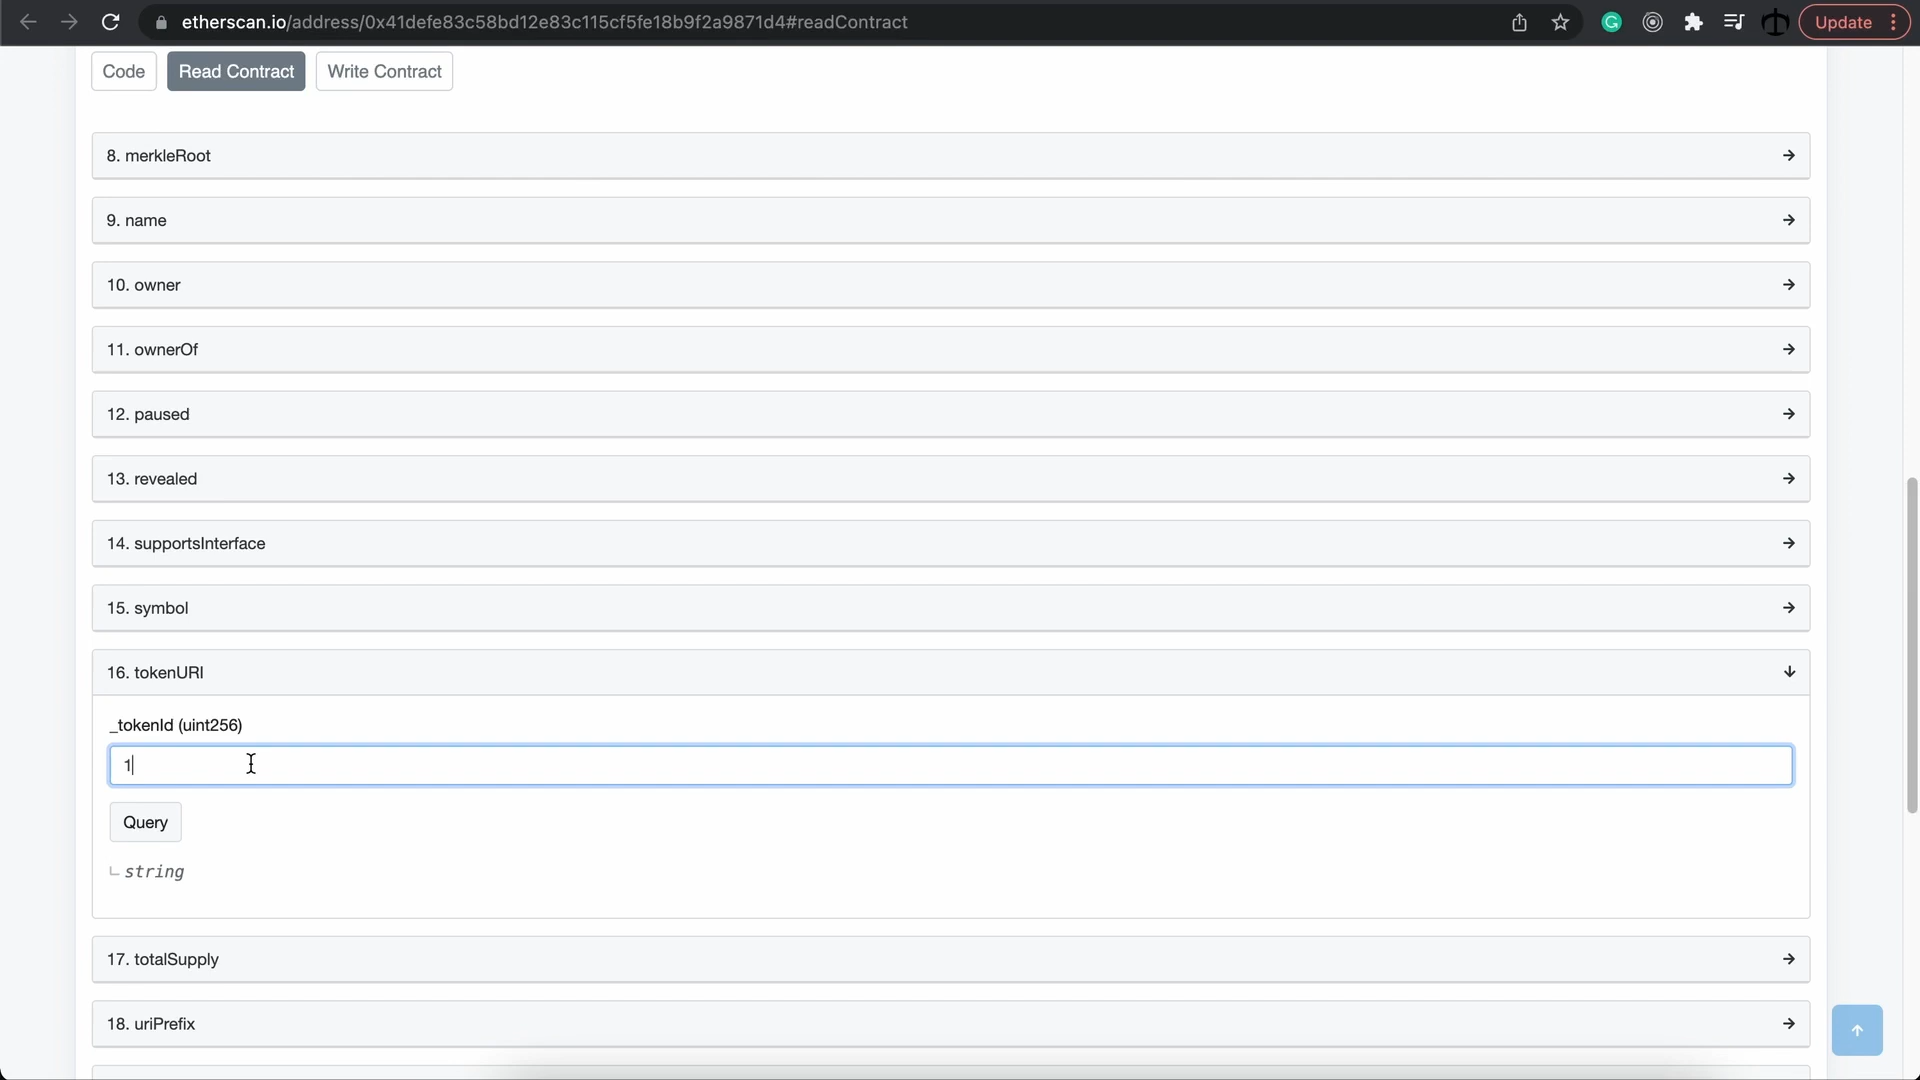 etherscan.io/address/0x41defe83c58bd12e83c115cf5fe18b9f2a9871d4#readContract
Update
Code
Read Contract
Write Contract
8. merkleRoot
9. name
10. owner
11. ownerOf
12. paused
13. revealed
14. supportsInterface
15. symbol
16. tokenURI
_tokenId (uint256)
1
Query
string
17. totalSupply
18. uriPrefix